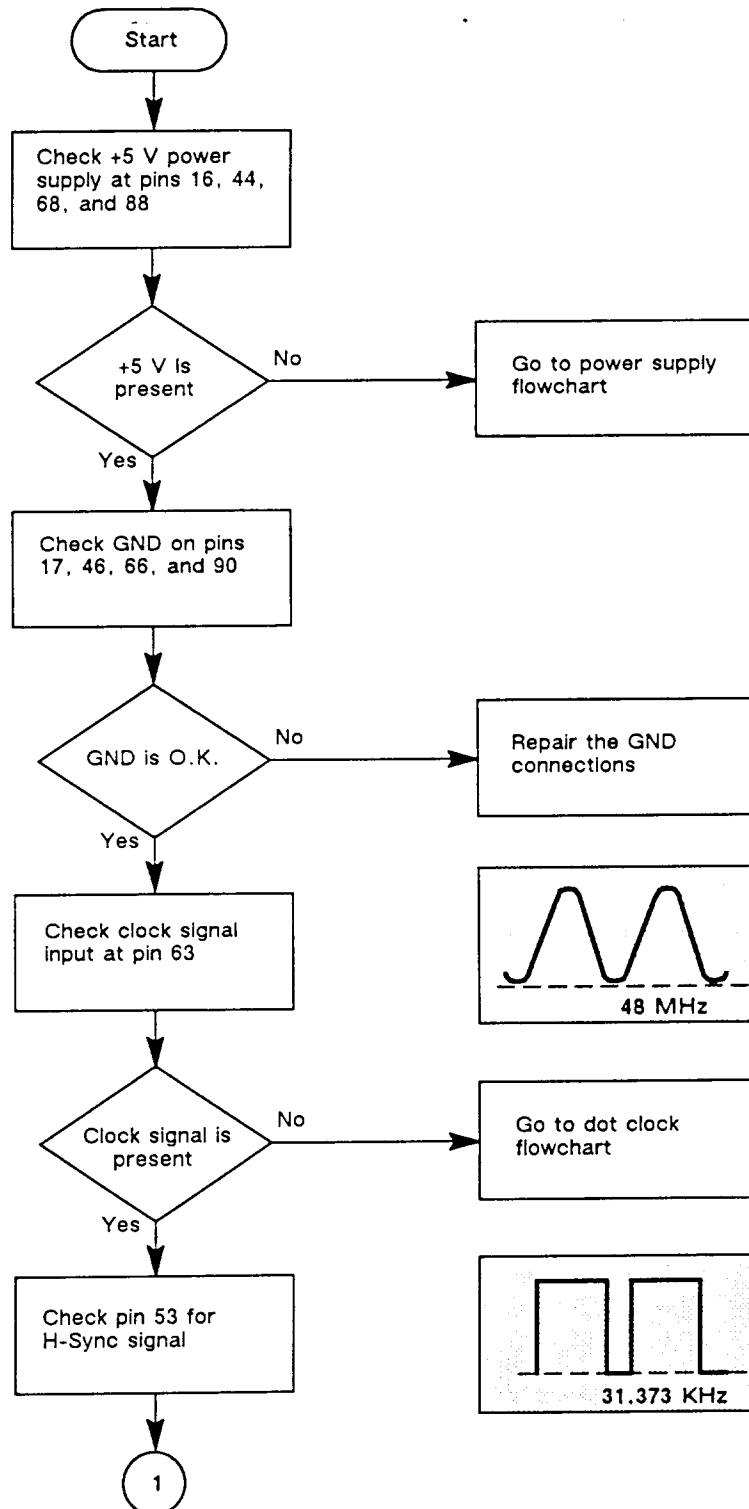 Start
Check +5 V power
supply at pins 16, 44,
68, and 88
+5 V is
present
No
Go to power supply
flowchart
Yes
Check GND on pins
17, 46, 66, and 90
GND is O.K.
No
Repair the GND
connections
Yes
Check clock signal
input at pin 63
48 MHz
Clock signal is
present
No
Go to dot clock
flowchart
Yes
Check pin 53 for
H-Sync signal
31.373 KHz
1